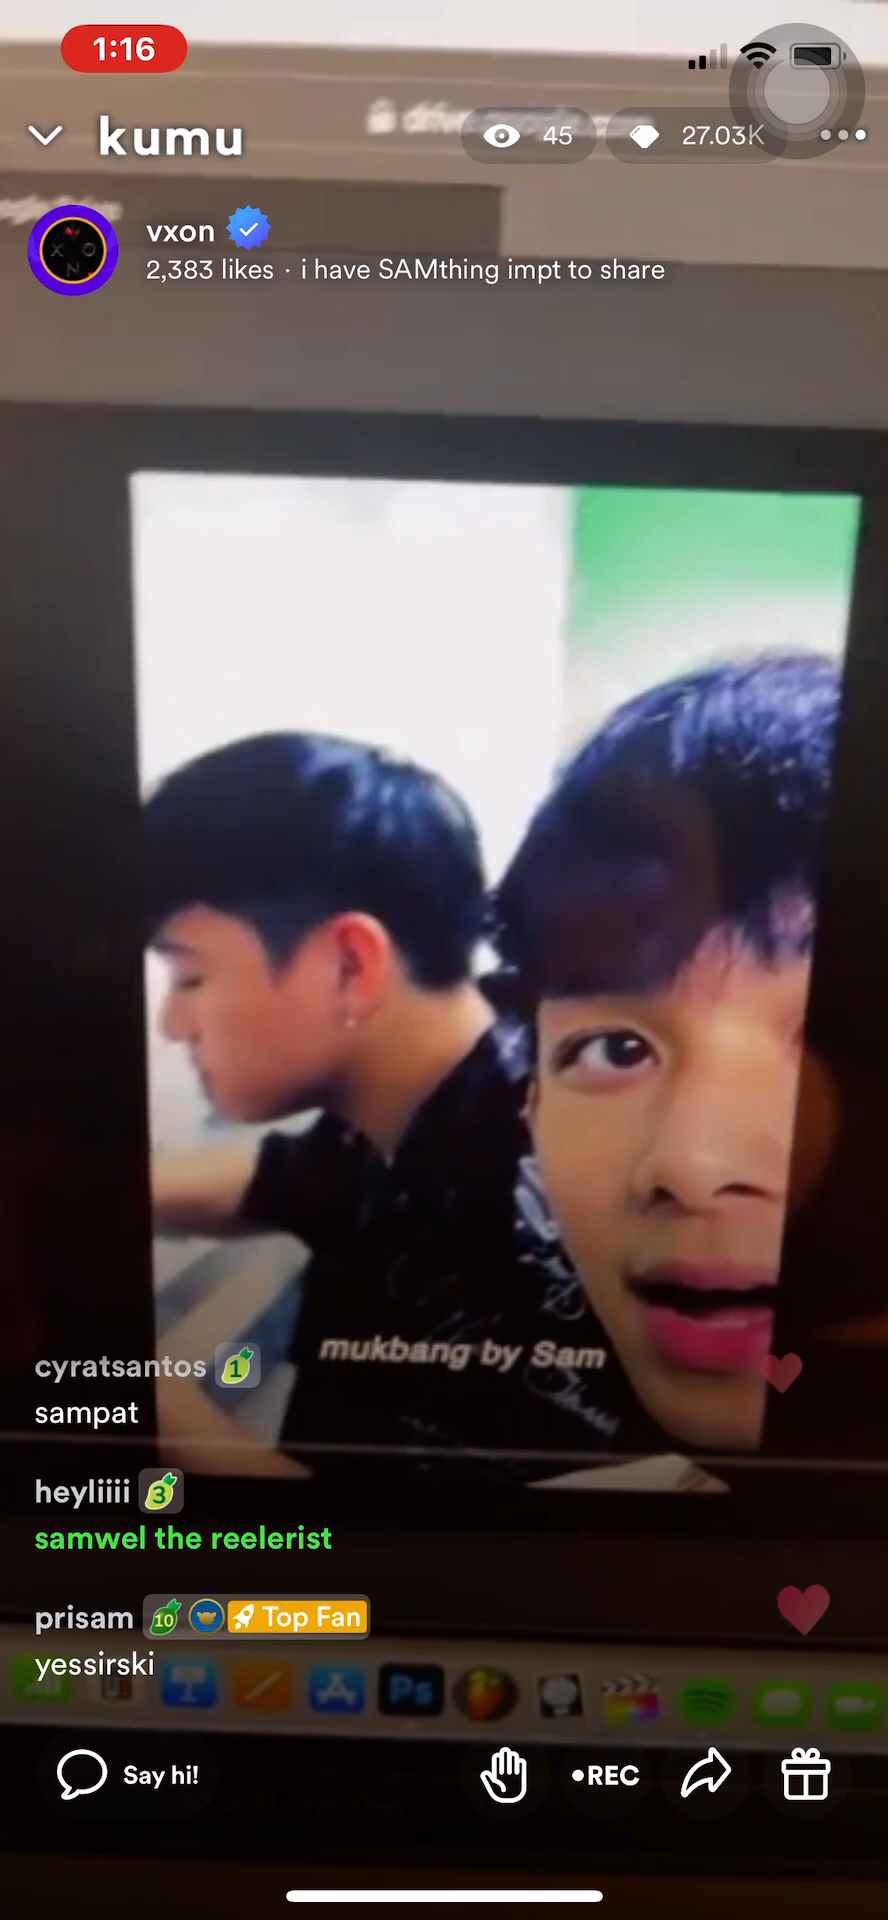 1:16
kumu
45
27.03K
vxon
2,383 likes · i have SAMthing impt to share
X O N
mukbang by Sam
cyratsantos 1
sampat
heyliiii 3
samwel the reelerist
prisam 10 Top Fan
yessirski
Ps
Say hi!
•REC